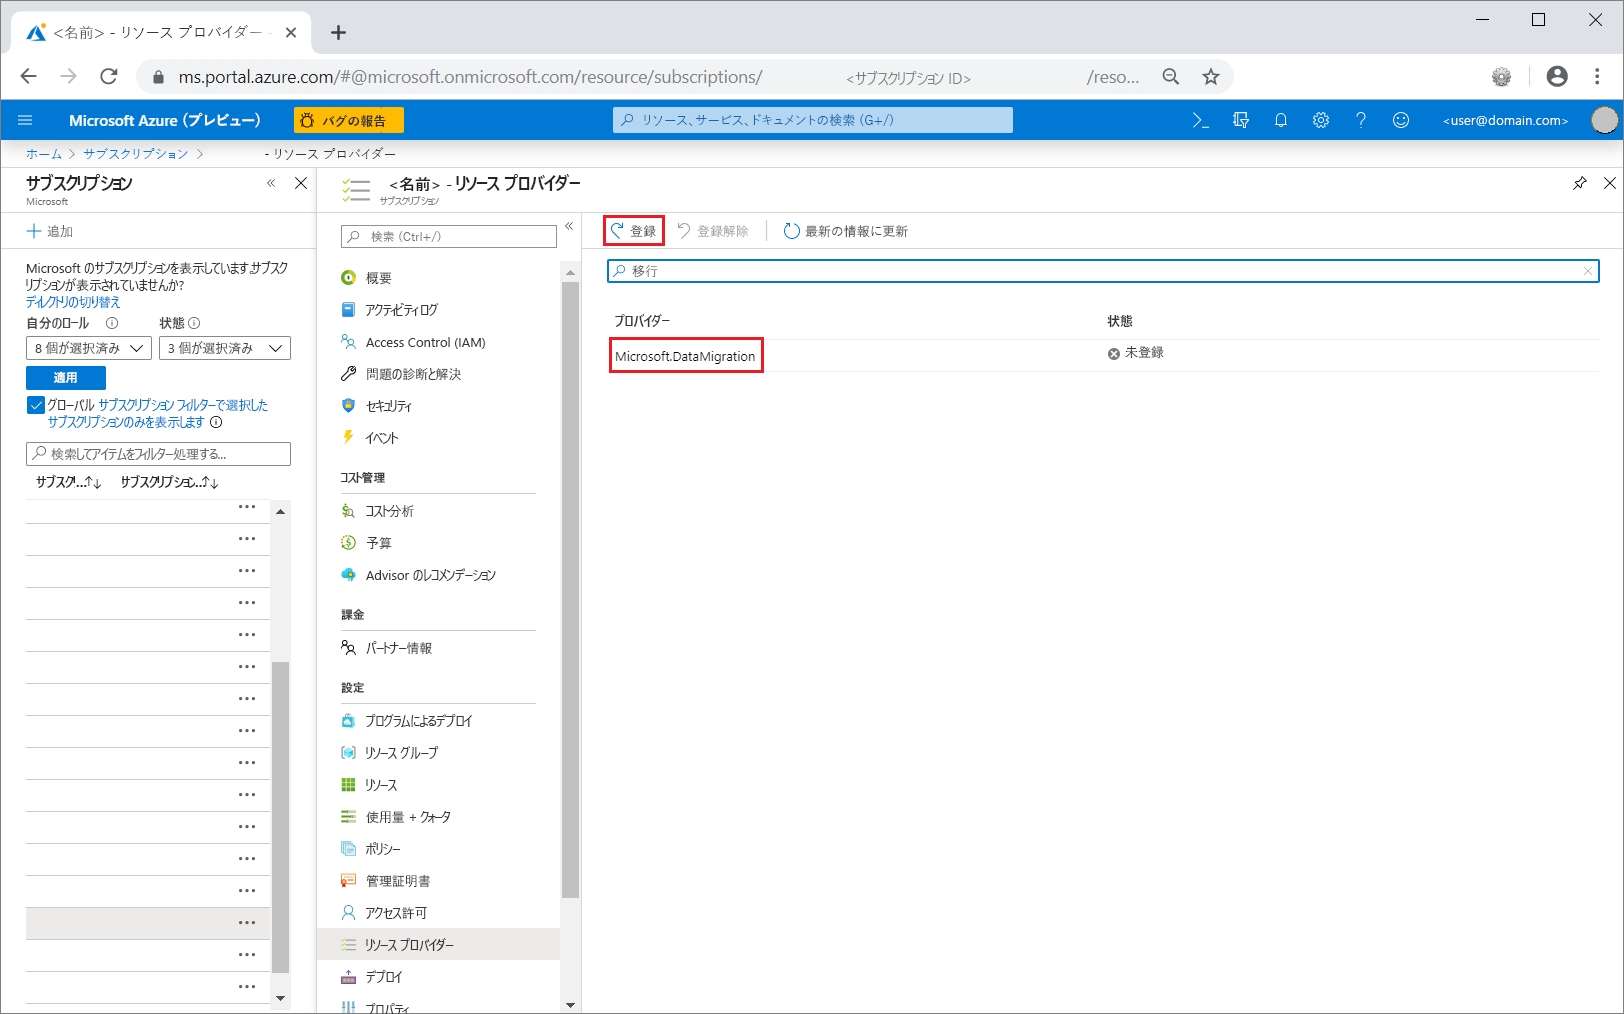 <名前> - リソース プロバイダー -
ms.portal.azure.com/#@microsoft.onmicrosoft.com/resource/subscriptions/ <サブスクリプション ID> /reso...
Microsoft Azure (プレビュー)
バグの報告
リソース、サービス、ドキュメントの検索 (G+/)
<user@domain.com>
ホーム > サブスクリプション > - リソース プロバイダー
サブスクリプション
Microsoft
追加
Microsoft のサブスクリプションを表示しています。サブスク
リプションが表示されていませんか?
ディレクトリの切り替え
自分のロール
状態
8 個が選択済み
3 個が選択済み
適用
グローバル サブスクリプション フィルターで選択した
サブスクリプションのみを表示します
検索してアイテムをフィルター処理する...
サブスク...↑↓
サブスクリプション...↑↓
<名前> - リソース プロバイダー
サブスクリプション
検索 (Ctrl+/)
概要
アクティビティ ログ
Access Control (IAM)
問題の診断と解決
セキュリティ
イベント
コスト管理
コスト分析
予算
Advisor のレコメンデーション
課金
パートナー情報
設定
プログラムによるデプロイ
リソース グループ
リソース
使用量 + クォータ
ポリシー
管理証明書
アクセス許可
リソース プロバイダー
デプロイ
プロパティ
登録
登録解除
最新の情報に更新
移行
プロバイダー
状態
Microsoft.DataMigration
未登録